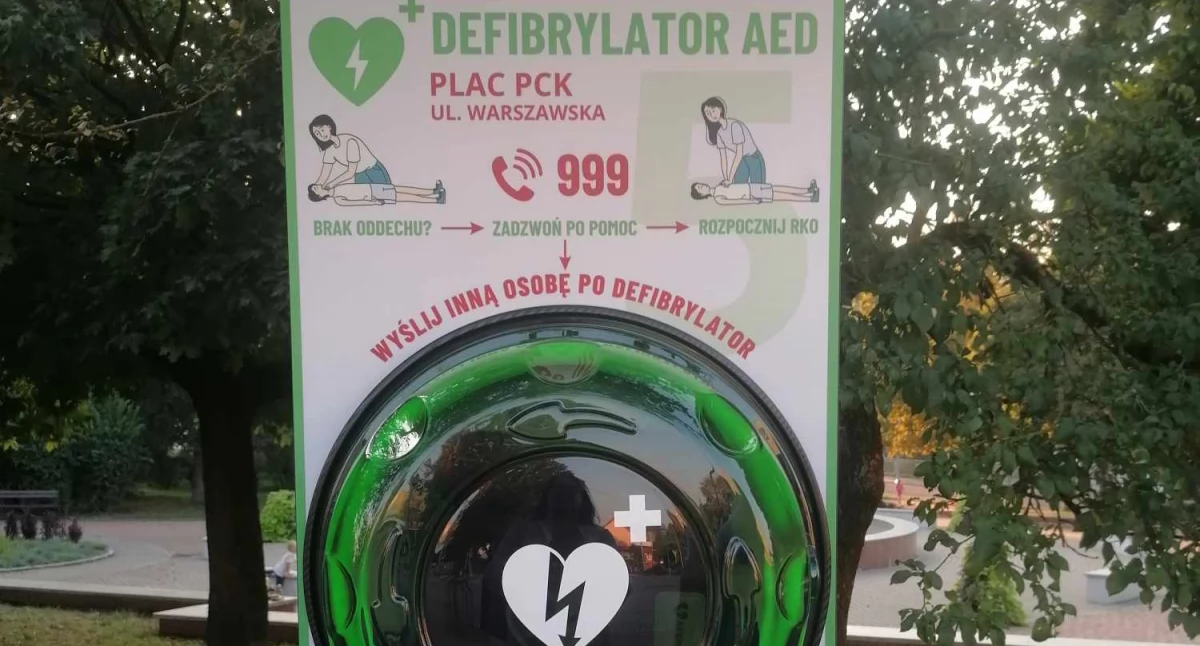 DEFIBRYLATOR AED
PLAC PCK
UL. WARSZAWSKA
5
999
BRAK ODDECHU?
ZADZWOŃ PO POMOC
ROZPOCZNIJ RKO
WYŚLIJ INNĄ OSOBĘ PO DEFIBRYLATOR